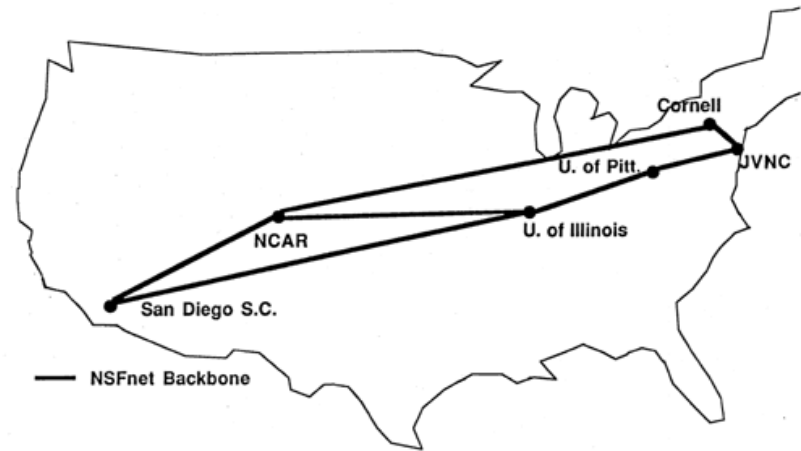 Cornell
U. of Pitt.
JVNC
NCAR
U. of Illinois
San Diego S.C.
NSFnet Backbone